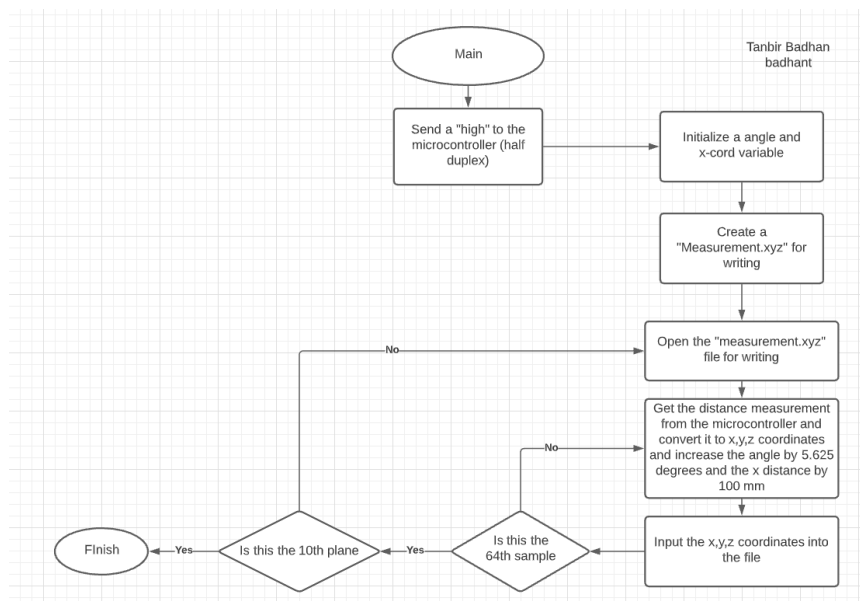 Main
Tanbir Badhan
badhant
Send a "high" to the
microcontroller (half
duplex)
Initialize a angle and
x-cord variable
Create a
"Measurement.xyz" for
writing
Open the "measurement.xyz"
file for writing
No
Get the distance measurement
from the microcontroller and
convert it to x,y,z coordinates
and increase the angle by 5.625
degrees and the x distance by
100 mm
No
Input the x,y,z coordinates into
the file
Is this the
64th sample
Yes
Is this the 10th plane
Yes
FInish